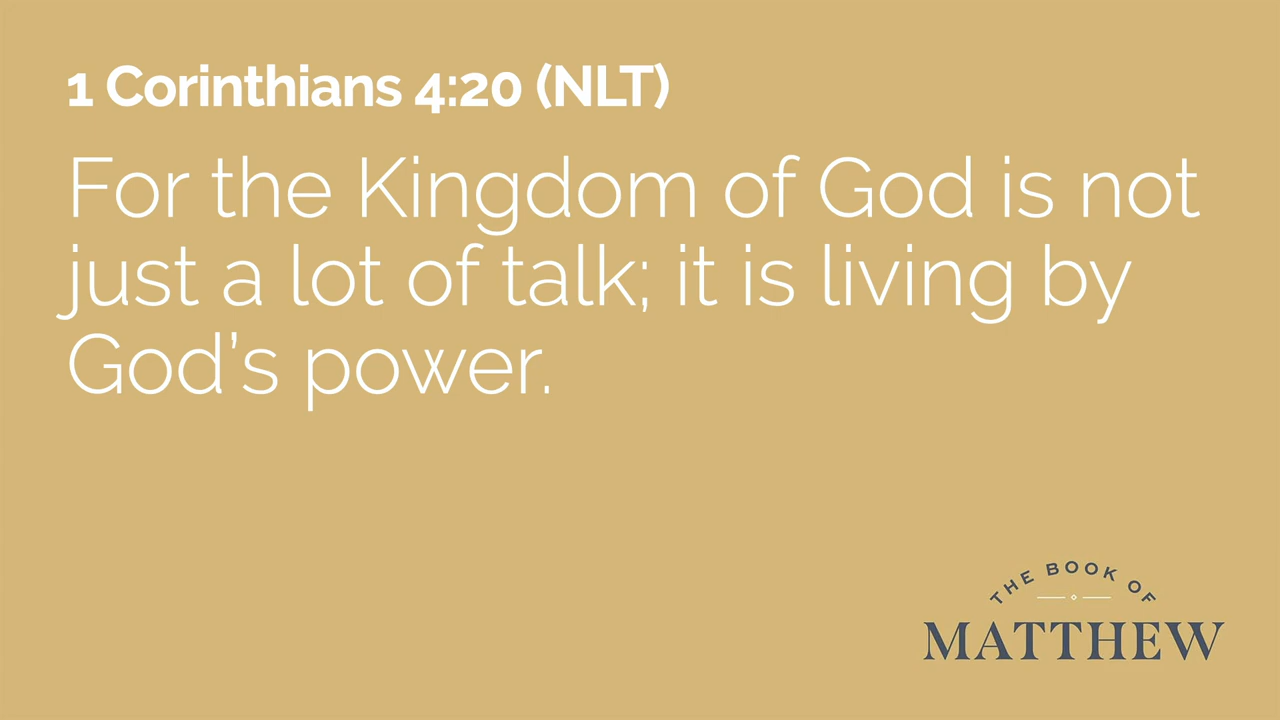 1 Corinthians 4:20 (NLT)
For the Kingdom of God is not
just a lot of talk; it is living by
God’s power.
THE BOOK OF
MATTHEW